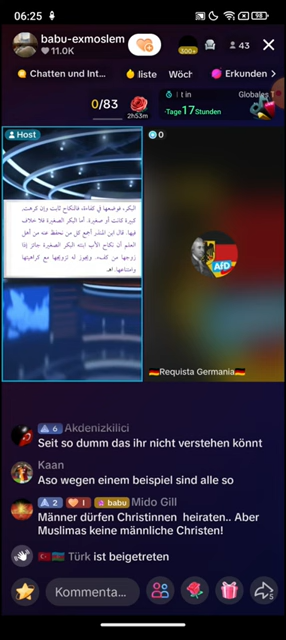 06:25
98
babu-exmoslem
11.0K
300+
43
Chatten und Int...
liste
Wöch
Erkunden >
0/83
2h53m
t in
Globales T
Tage 17 Stunden
Host
0
البكر، فوضعها في كفاءة، فالنكاح ثابت وإن كرهت،
كبيرة كانت أو صغيرة. أما البكر الصغيرة فلا خلاف
فيها. قال ابن المنذر أجمع كل من نحفظ عنه من أهل
العلم أن نكاح الأب ابنته البكر الصغيرة جائز إذا
زوجها من كفء، ويجوز له تزويجها مع كراهيتها
وامتناعها. اهـ
AfD
🇩🇪Requista Germania🇩🇪
6 Akdenizkilici
Seit so dumm das ihr nicht verstehen könnt
Kaan
Aso wegen einem beispiel sind alle so
2 I babu Mido Gill
Männer dürfen Christinnen heiraten.. Aber
Muslimas keine männliche Christen!
🇹🇷🇦🇿 Türk ist beigetreten
Kommenta...
5